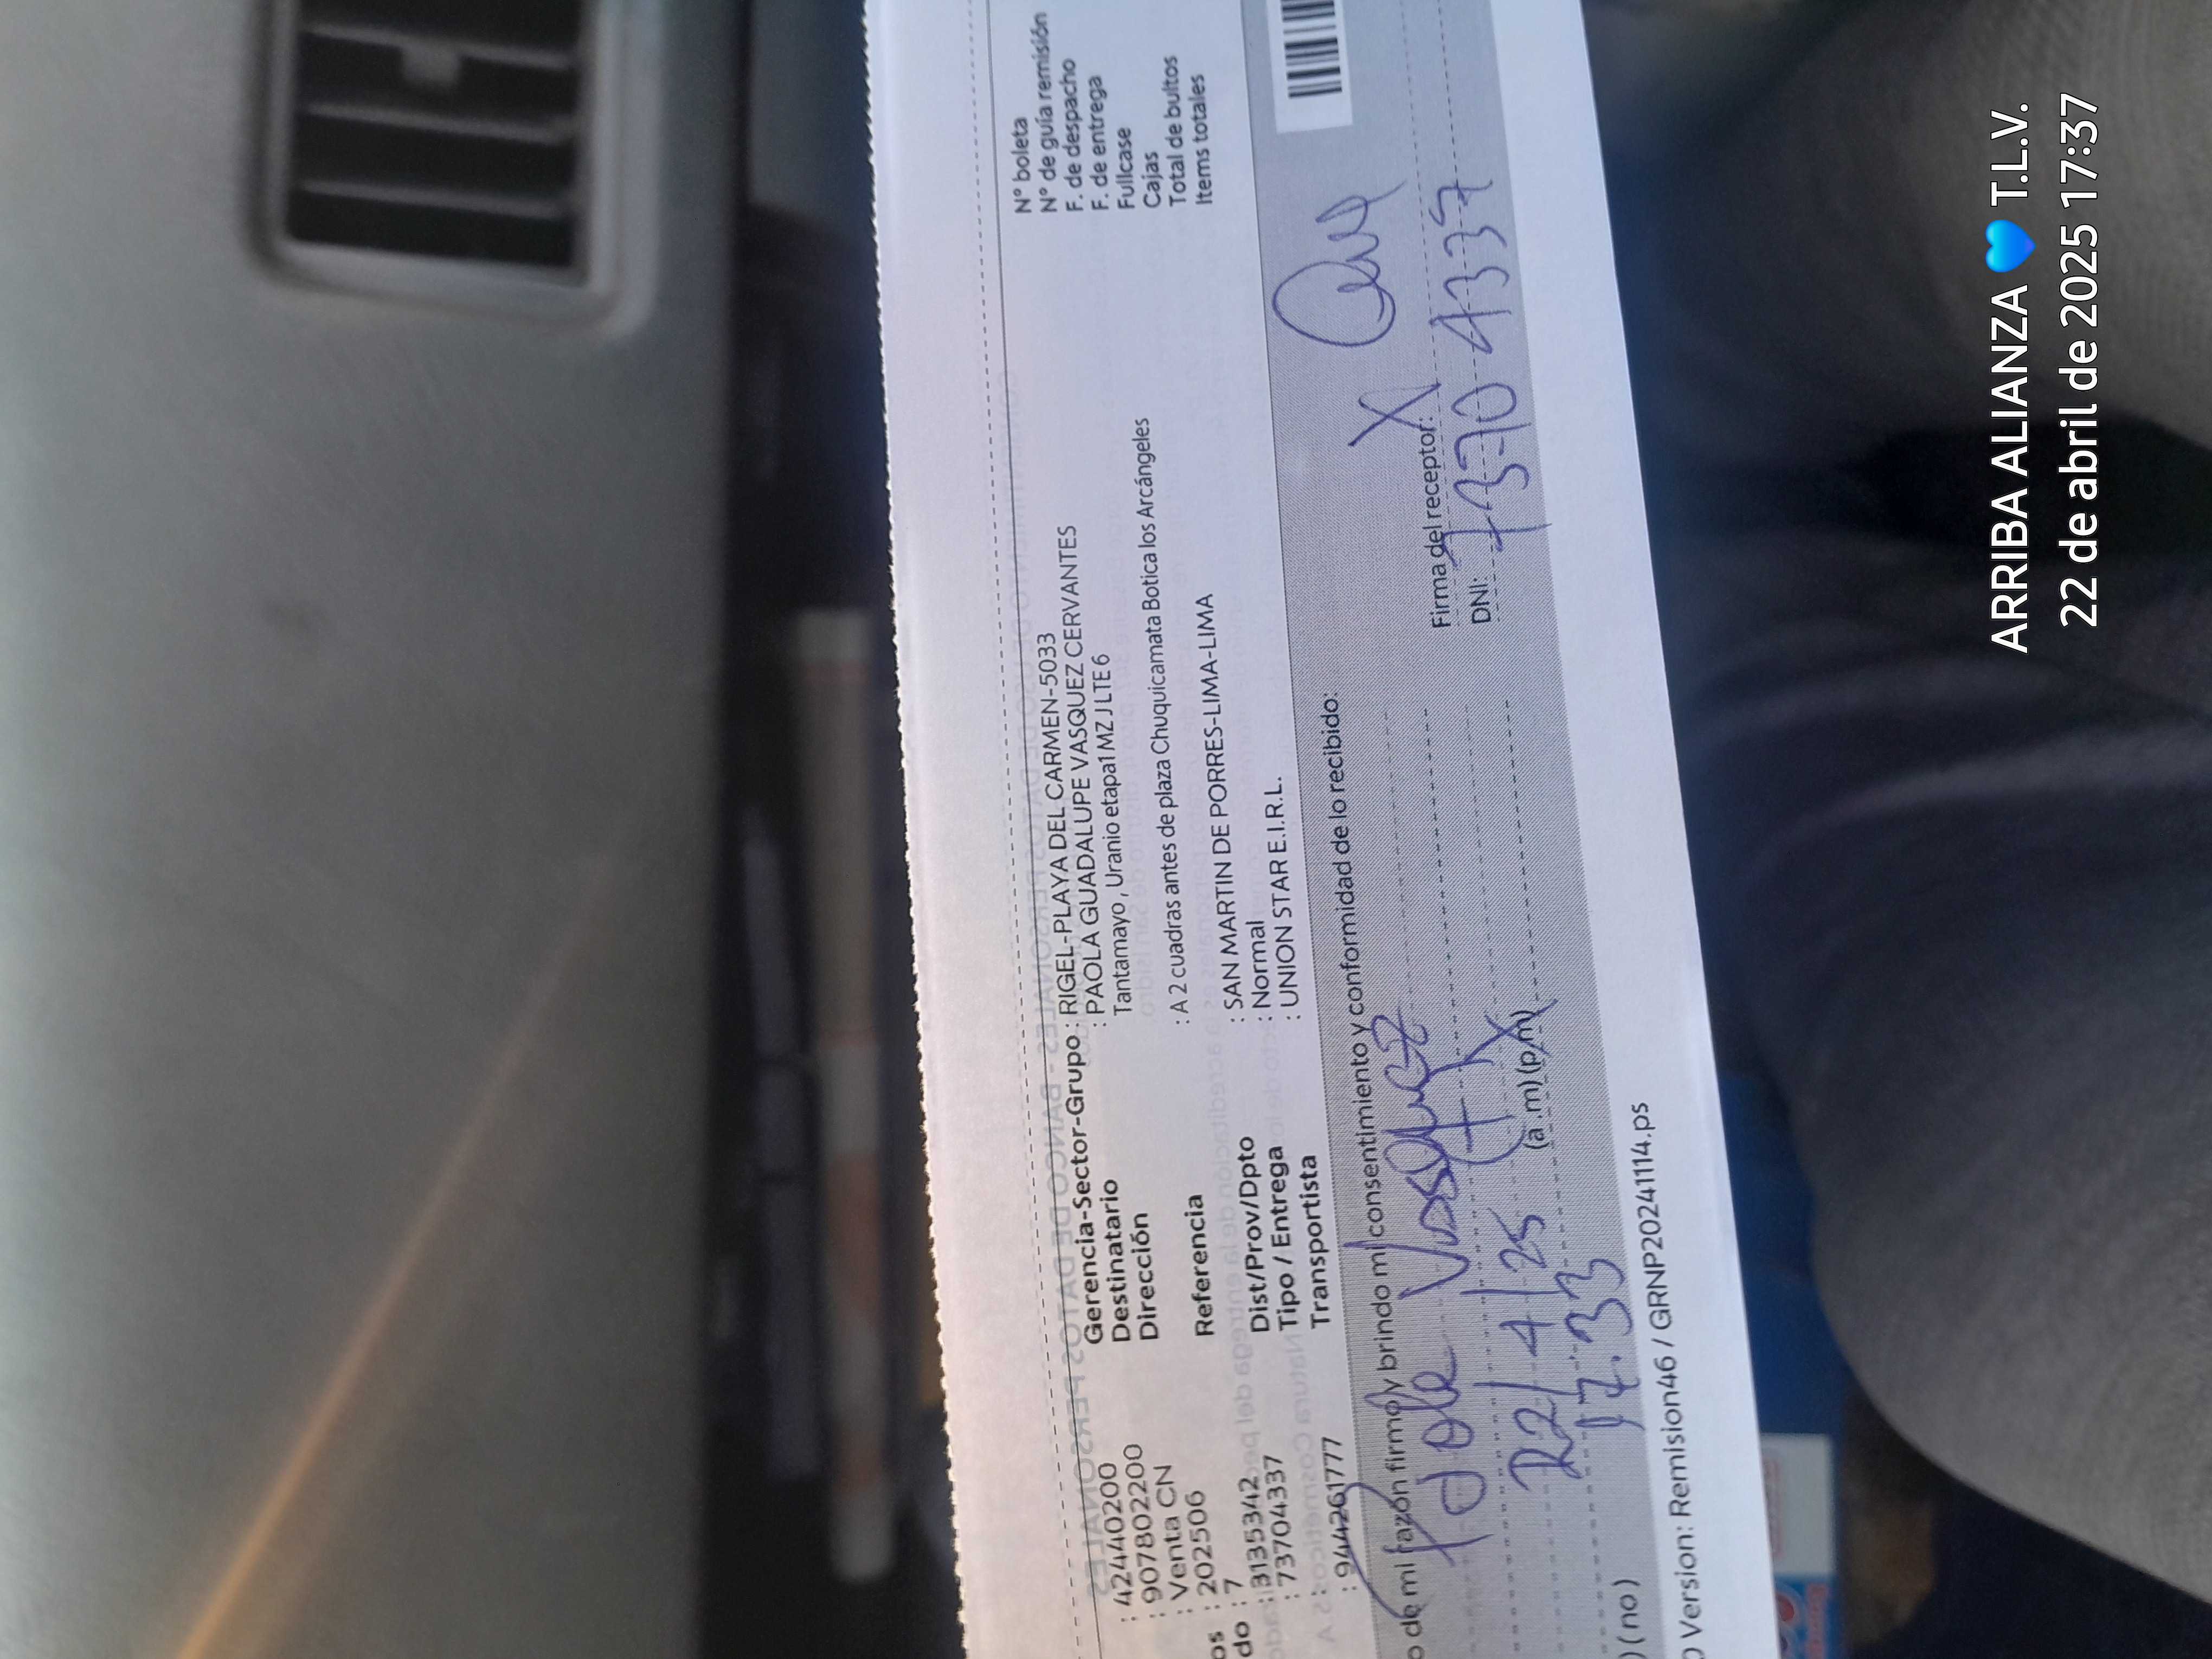 : 42440200
: 907802200
: Venta CN
os : 202506
do : 7
: 31353442
: 73704337
:
: 944261777
Gerencia-Sector-Grupo : RIGEL-PLAYA DEL CARMEN-5033
Destinatario : PAOLA GUADALUPE VASQUEZ CERVANTES
Dirección Tantamayo , Uranio etapa1 MZ J LTE 6
Referencia : A 2 cuadras antes de plaza Chuquicamata Botica los Arcángeles
Dist/Prov/Dpto : SAN MARTIN DE PORRES-LIMA-LIMA
Tipo / Entrega : Normal
Transportista : UNION STAR E.I.R.L.
Nº boleta
Nº de guía remisión
F. de despacho
F. de entrega
Fullcase
Cajas
Total de bultos
Items totales
o de mi razón firmo y brindo mi consentimiento y conformidad de lo recibido:
Paola Vasquez
22/4/25
17:33 (a.m) (p.m)
X
Firma del receptor:
DNI: 73704337
) (no)
) Version: Remision46 / GRNP20241114.ps
ARRIBA ALIANZA 💙 T.L.V.
22 de abril de 2025 17:37